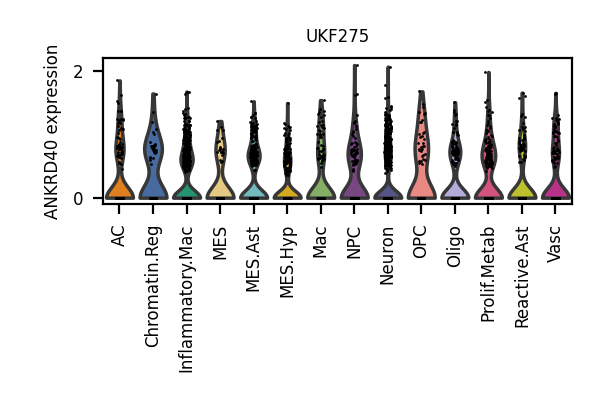 UKF275
ANKRD40 expression
2
0
AC
Chromatin.Reg
Inflammatory.Mac
MES
MES.Ast
MES.Hyp
Mac
NPC
Neuron
OPC
Oligo
Prolif.Metab
Reactive.Ast
Vasc